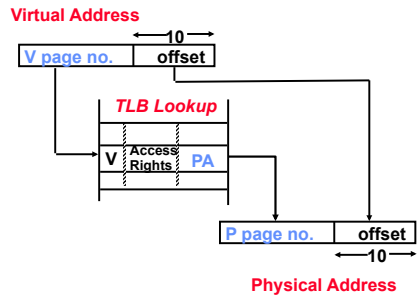 Virtual Address
10
V page no. offset
TLB Lookup
V Access Rights PA
P page no. offset
10
Physical Address